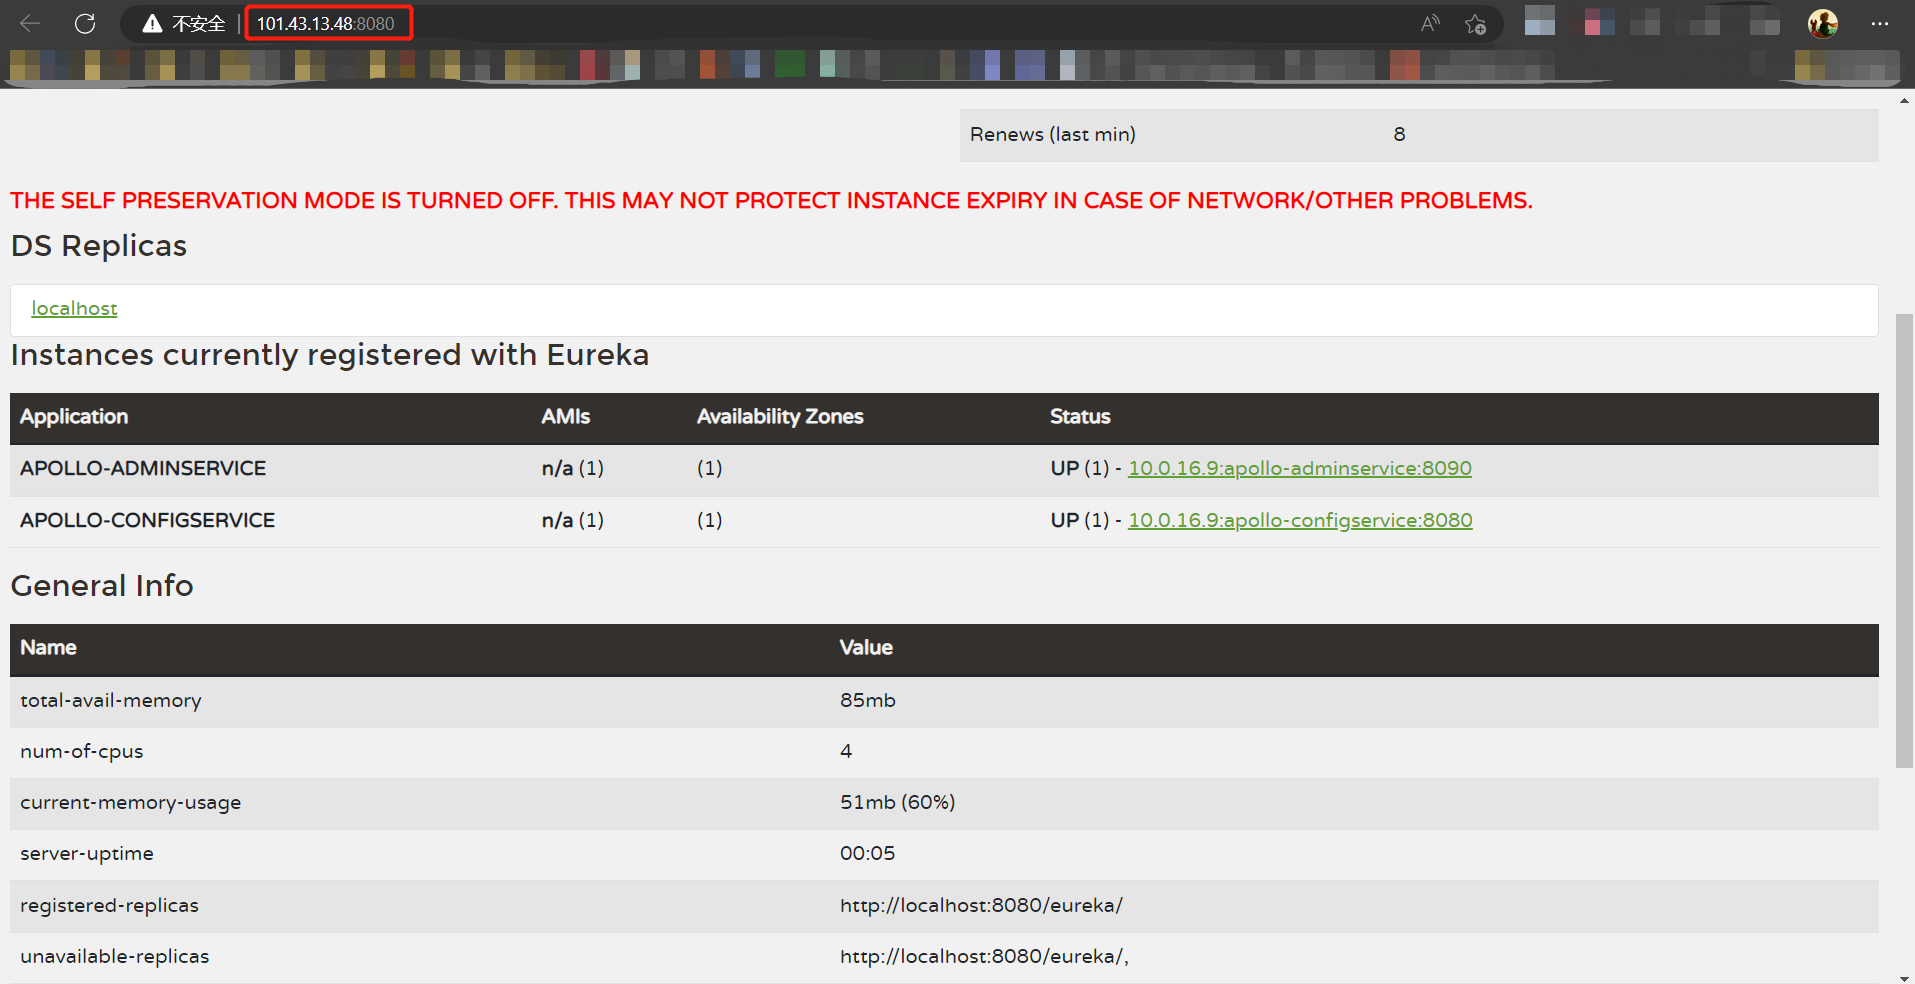 不安全 | 101.43.13.48:8080
Renews (last min) 8
THE SELF PRESERVATION MODE IS TURNED OFF. THIS MAY NOT PROTECT INSTANCE EXPIRY IN CASE OF NETWORK/OTHER PROBLEMS.
DS Replicas
localhost
Instances currently registered with Eureka
Application AMIs Availability Zones Status
APOLLO-ADMINSERVICE n/a (1) (1) UP (1) - 10.0.16.9:apollo-adminservice:8090
APOLLO-CONFIGSERVICE n/a (1) (1) UP (1) - 10.0.16.9:apollo-configservice:8080
General Info
Name Value
total-avail-memory 85mb
num-of-cpus 4
current-memory-usage 51mb (60%)
server-uptime 00:05
registered-replicas http://localhost:8080/eureka/
unavailable-replicas http://localhost:8080/eureka/,